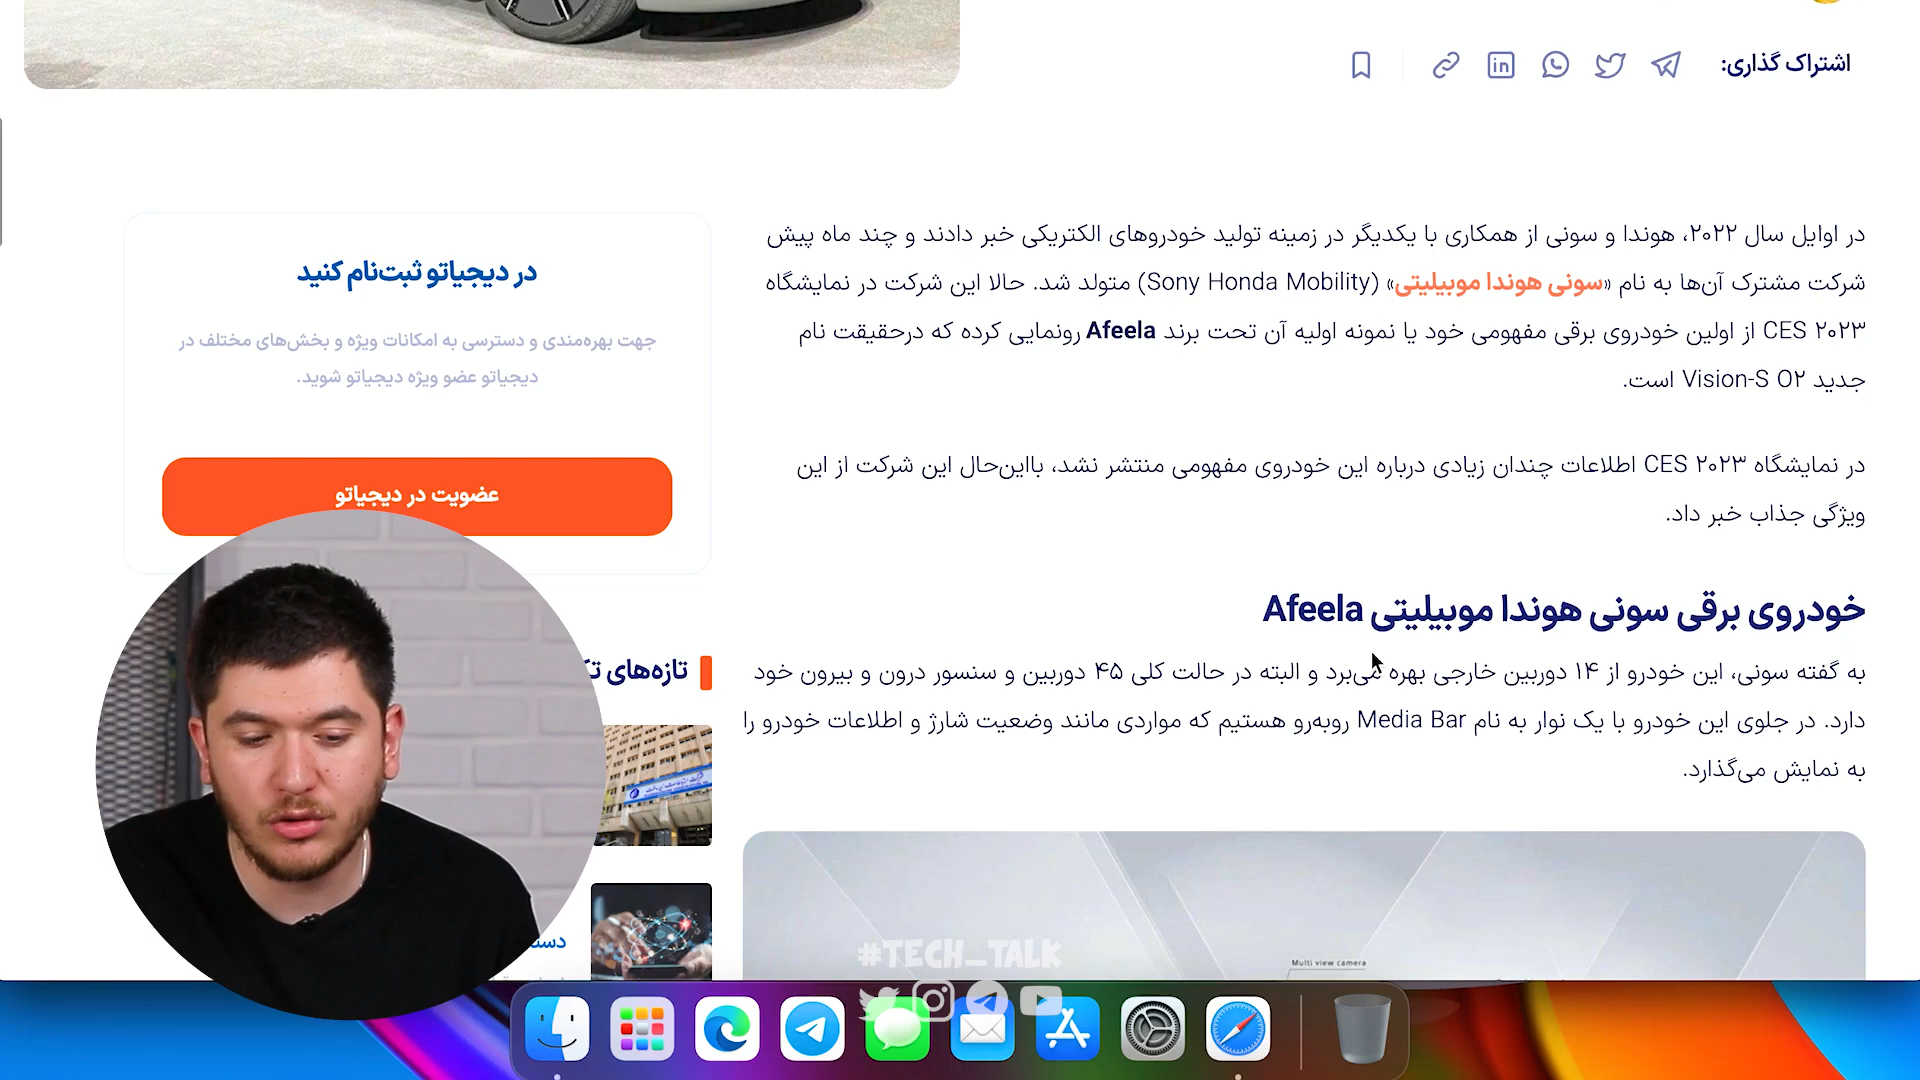 اشتراک گذاری:
در اوایل سال ۲۰۲۲، هوندا و سونی از همکاری با یکدیگر در زمینه تولید خودروهای الکتریکی خبر دادند و چند ماه پیش
شرکت مشترک آن‌ها به نام «سونی هوندا موبیلیتی» (Sony Honda Mobility) متولد شد. حالا این شرکت در نمایشگاه
CES ۲۰۲۳ از اولین خودروی برقی مفهومی خود یا نمونه اولیه آن تحت برند Afeela رونمایی کرده که درحقیقت نام
جدید Vision-S ۰۲ است.
در نمایشگاه CES ۲۰۲۳ اطلاعات چندان زیادی درباره این خودروی مفهومی منتشر نشد، بااین‌حال این شرکت از این
ویژگی جذاب خبر داد.
خودروی برقی سونی هوندا موبیلیتی Afeela
به گفته سونی، این خودرو از ۱۴ دوربین خارجی بهره می‌برد و البته در حالت کلی ۴۵ دوربین و سنسور درون و بیرون خود
دارد. در جلوی این خودرو با یک نوار به نام Media Bar روبه‌رو هستیم که مواردی مانند وضعیت شارژ و اطلاعات خودرو را
به نمایش می‌گذارد.
Multi view camera
در دیجیاتو ثبت‌نام کنید
جهت بهره‌مندی و دسترسی به امکانات ویژه و بخش‌های مختلف در
دیجیاتو عضو ویژه دیجیاتو شوید.
عضویت در دیجیاتو
تازه‌های
#TECH_TALK